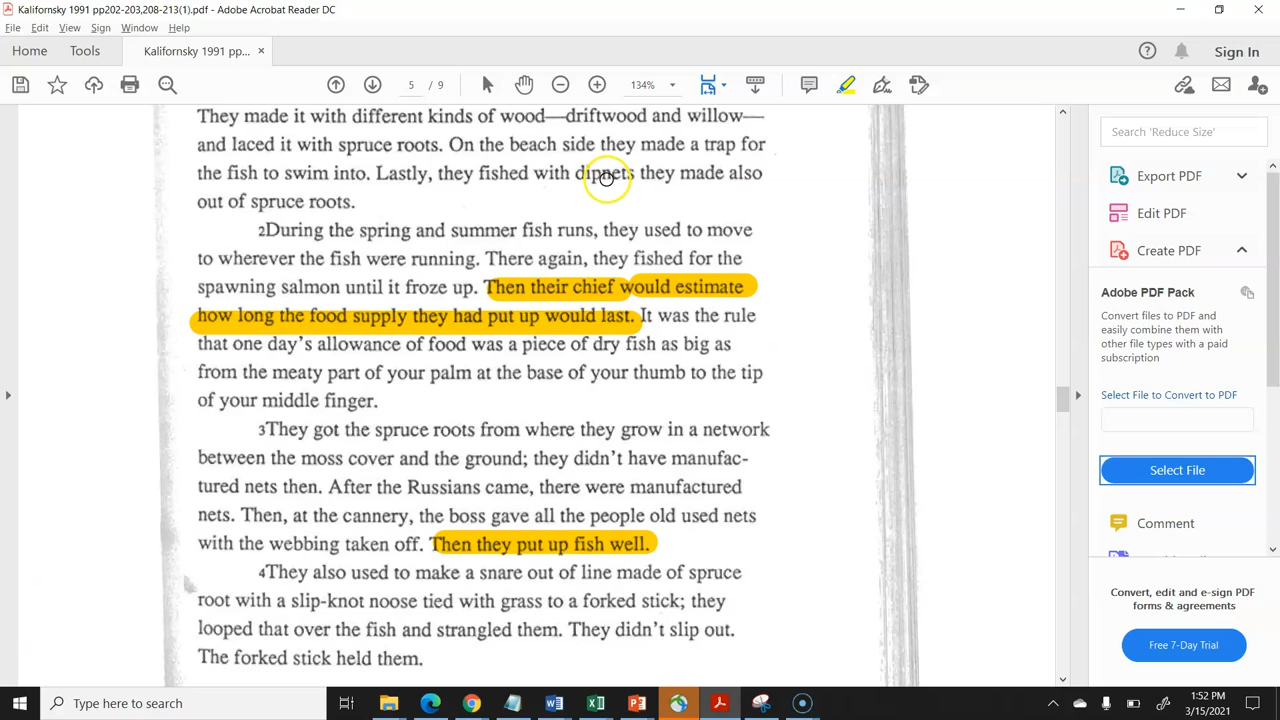 Kalifornsky 1991 pp202-203,208-213(1).pdf - Adobe Acrobat Reader DC
File Edit View Sign Window Help
Home Tools Kalifornsky 1991 pp... × Sign In
5 / 9 134%
They made it with different kinds of wood—driftwood and willow—
and laced it with spruce roots. On the beach side they made a trap for
the fish to swim into. Lastly, they fished with dipnets they made also
out of spruce roots.
2During the spring and summer fish runs, they used to move
to wherever the fish were running. There again, they fished for the
spawning salmon until it froze up. Then their chief would estimate
how long the food supply they had put up would last. It was the rule
that one day's allowance of food was a piece of dry fish as big as
from the meaty part of your palm at the base of your thumb to the tip
of your middle finger.
3They got the spruce roots from where they grow in a network
between the moss cover and the ground; they didn't have manufac-
tured nets then. After the Russians came, there were manufactured
nets. Then, at the cannery, the boss gave all the people old used nets
with the webbing taken off. Then they put up fish well.
4They also used to make a snare out of line made of spruce
root with a slip-knot noose tied with grass to a forked stick; they
looped that over the fish and strangled them. They didn't slip out.
The forked stick held them.
Search 'Reduce Size'
Export PDF
Edit PDF
Create PDF
Adobe PDF Pack
Convert files to PDF and
easily combine them with
other file types with a paid
subscription
Select File to Convert to PDF
Select File
Comment
Convert, edit and e-sign PDF
forms & agreements
Free 7-Day Trial
Type here to search
1:52 PM
3/15/2021